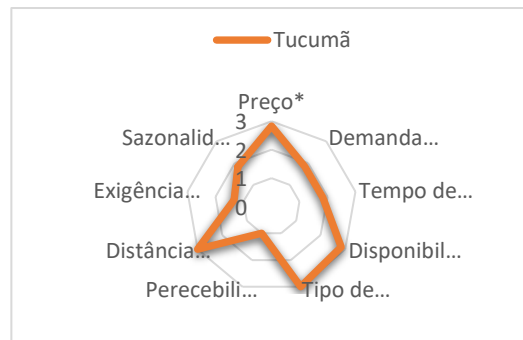 Tucumã
Preço*
Demanda...
Tempo de...
Disponibil...
Tipo de...
Perecebili...
Distância...
Exigência...
Sazonalid...
3
2
1
0